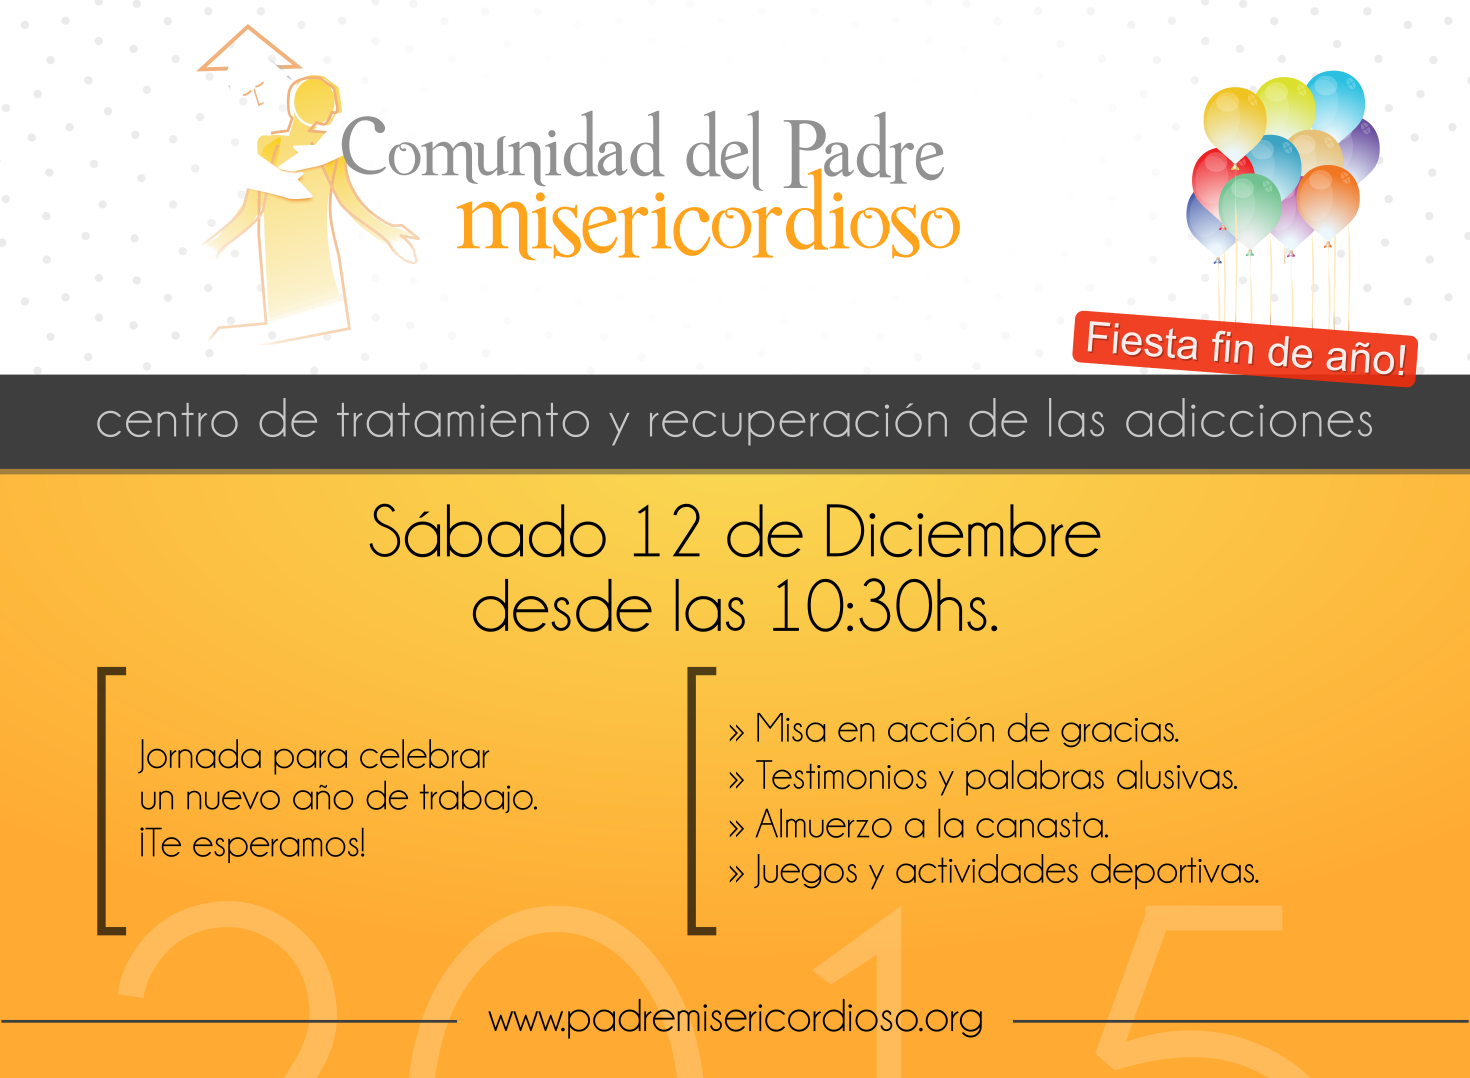 Comunidad del Padre
misericordioso
Fiesta fin de año!
centro de tratamiento y recuperación de las adicciones
Sábado 12 de Diciembre
desde las 10:30hs.
Jornada para celebrar
un nuevo año de trabajo.
¡Te esperamos!
» Misa en acción de gracias.
» Testimonios y palabras alusivas.
» Almuerzo a la canasta.
» Juegos y actividades deportivas.
2015
www.padremisericordioso.org